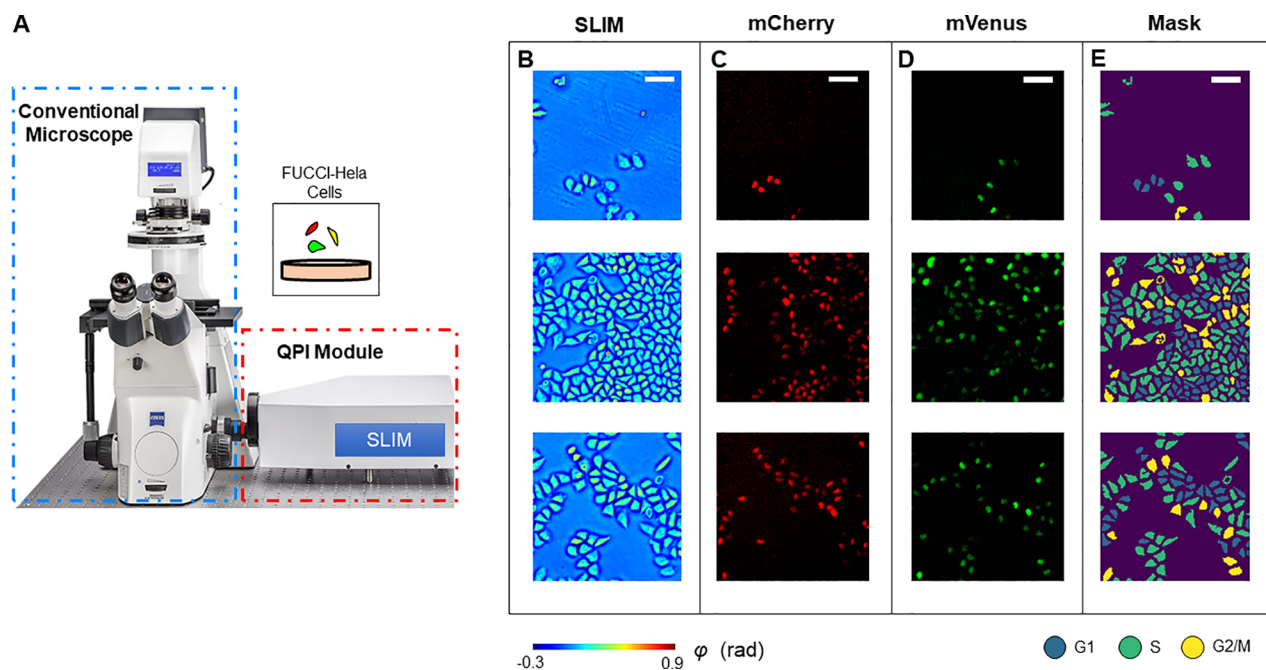 A
SLIM
mCherry
mVenus
Mask
B
C
D
E
Conventional
Microscope
FUCCI-Hela
Cells
QPI Module
ZEISS
SLIM
-0.3
0.9
φ (rad)
G1
S
G2/M